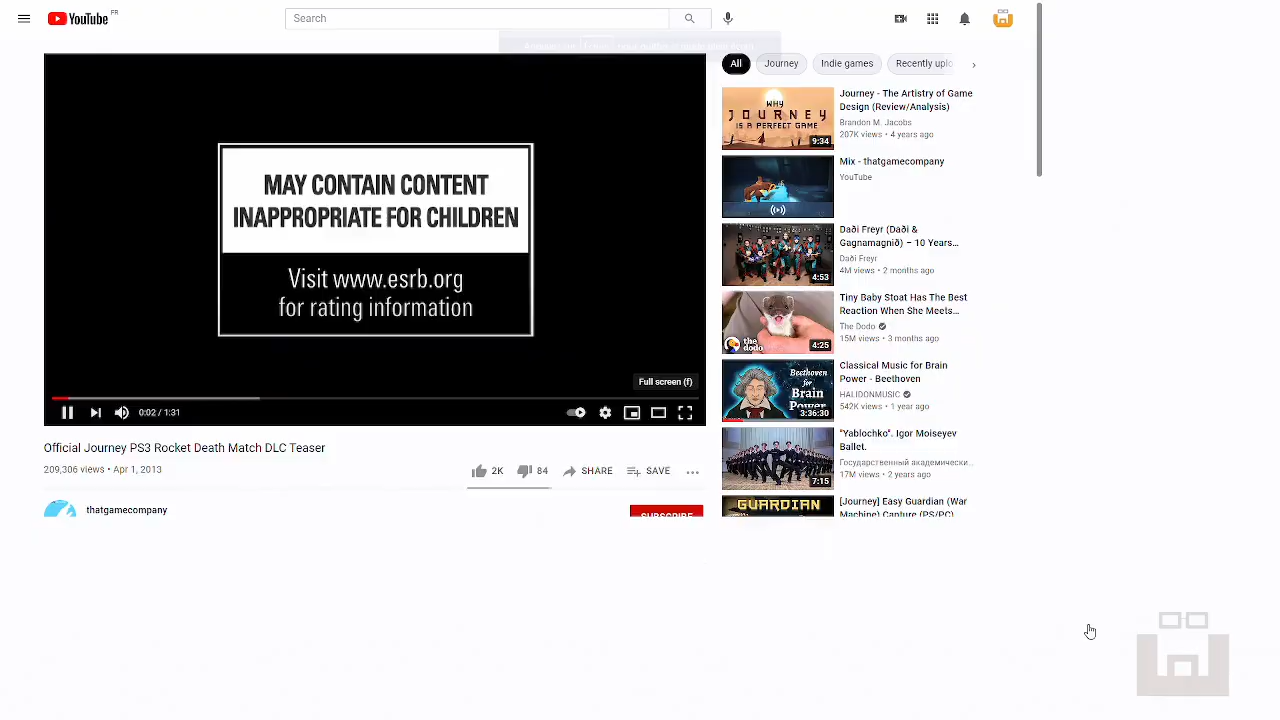 YouTube FR
Search
All
Journey
Indie games
Recently uplo
MAY CONTAIN CONTENT
INAPPROPRIATE FOR CHILDREN
Visit www.esrb.org
for rating information
Full screen (f)
0:02 / 1:31
Official Journey PS3 Rocket Death Match DLC Teaser
209,306 views • Apr 1, 2013
2K
84
SHARE
SAVE
thatgamecompany
SUBSCRIBE
WHY
JOURNEY
IS A PERFECT GAME
9:34
Journey - The Artistry of Game
Design (Review/Analysis)
Brandon M. Jacobs
207K views • 4 years ago
Mix - thatgamecompany
YouTube
4:53
Daði Freyr (Daði &
Gagnamagnið) – 10 Years...
Daði Freyr
4M views • 2 months ago
the
dodo
4:25
Tiny Baby Stoat Has The Best
Reaction When She Meets...
The Dodo
15M views • 3 months ago
Beethoven
for
Brain
Power
3:36:30
Classical Music for Brain
Power - Beethoven
HALIDONMUSIC
542K views • 1 year ago
7:15
"Yablochko". Igor Moiseyev
Ballet.
Государственный академически...
17M views • 2 years ago
GUARDIAN
[Journey] Easy Guardian (War
Machine) Capture (PS/PC)